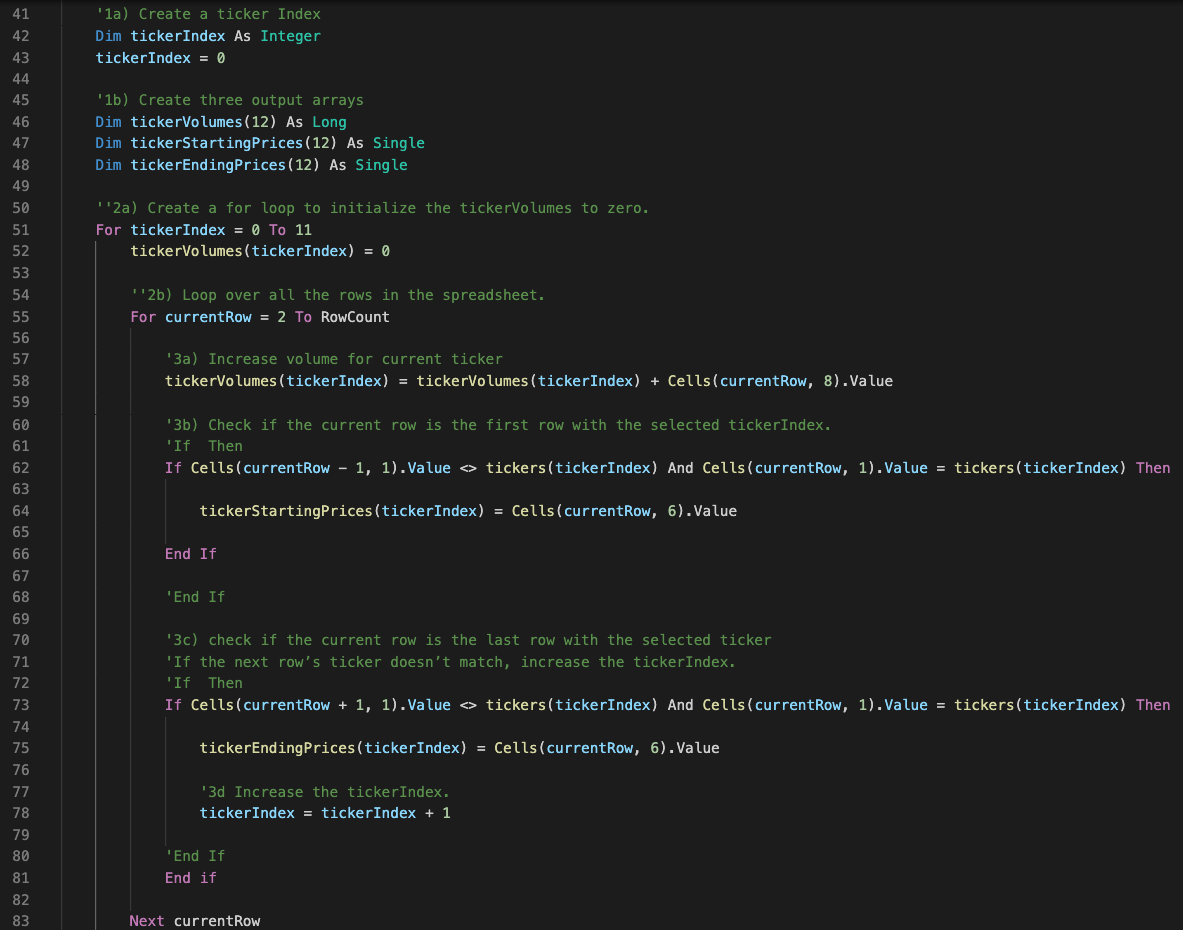 41 '1a) Create a ticker Index
42 Dim tickerIndex As Integer
43 tickerIndex = 0
44
45 '1b) Create three output arrays
46 Dim tickerVolumes(12) As Long
47 Dim tickerStartingPrices(12) As Single
48 Dim tickerEndingPrices(12) As Single
49
50 ''2a) Create a for loop to initialize the tickerVolumes to zero.
51 For tickerIndex = 0 To 11
52 tickerVolumes(tickerIndex) = 0
53
54 ''2b) Loop over all the rows in the spreadsheet.
55 For currentRow = 2 To RowCount
56
57 '3a) Increase volume for current ticker
58 tickerVolumes(tickerIndex) = tickerVolumes(tickerIndex) + Cells(currentRow, 8).Value
59
60 '3b) Check if the current row is the first row with the selected tickerIndex.
61 'If  Then
62 If Cells(currentRow - 1, 1).Value <> tickers(tickerIndex) And Cells(currentRow, 1).Value = tickers(tickerIndex) Then
63
64 tickerStartingPrices(tickerIndex) = Cells(currentRow, 6).Value
65
66 End If
67
68 'End If
69
70 '3c) check if the current row is the last row with the selected ticker
71 'If the next row’s ticker doesn’t match, increase the tickerIndex.
72 'If  Then
73 If Cells(currentRow + 1, 1).Value <> tickers(tickerIndex) And Cells(currentRow, 1).Value = tickers(tickerIndex) Then
74
75 tickerEndingPrices(tickerIndex) = Cells(currentRow, 6).Value
76
77 '3d Increase the tickerIndex.
78 tickerIndex = tickerIndex + 1
79
80 'End If
81 End if
82
83 Next currentRow